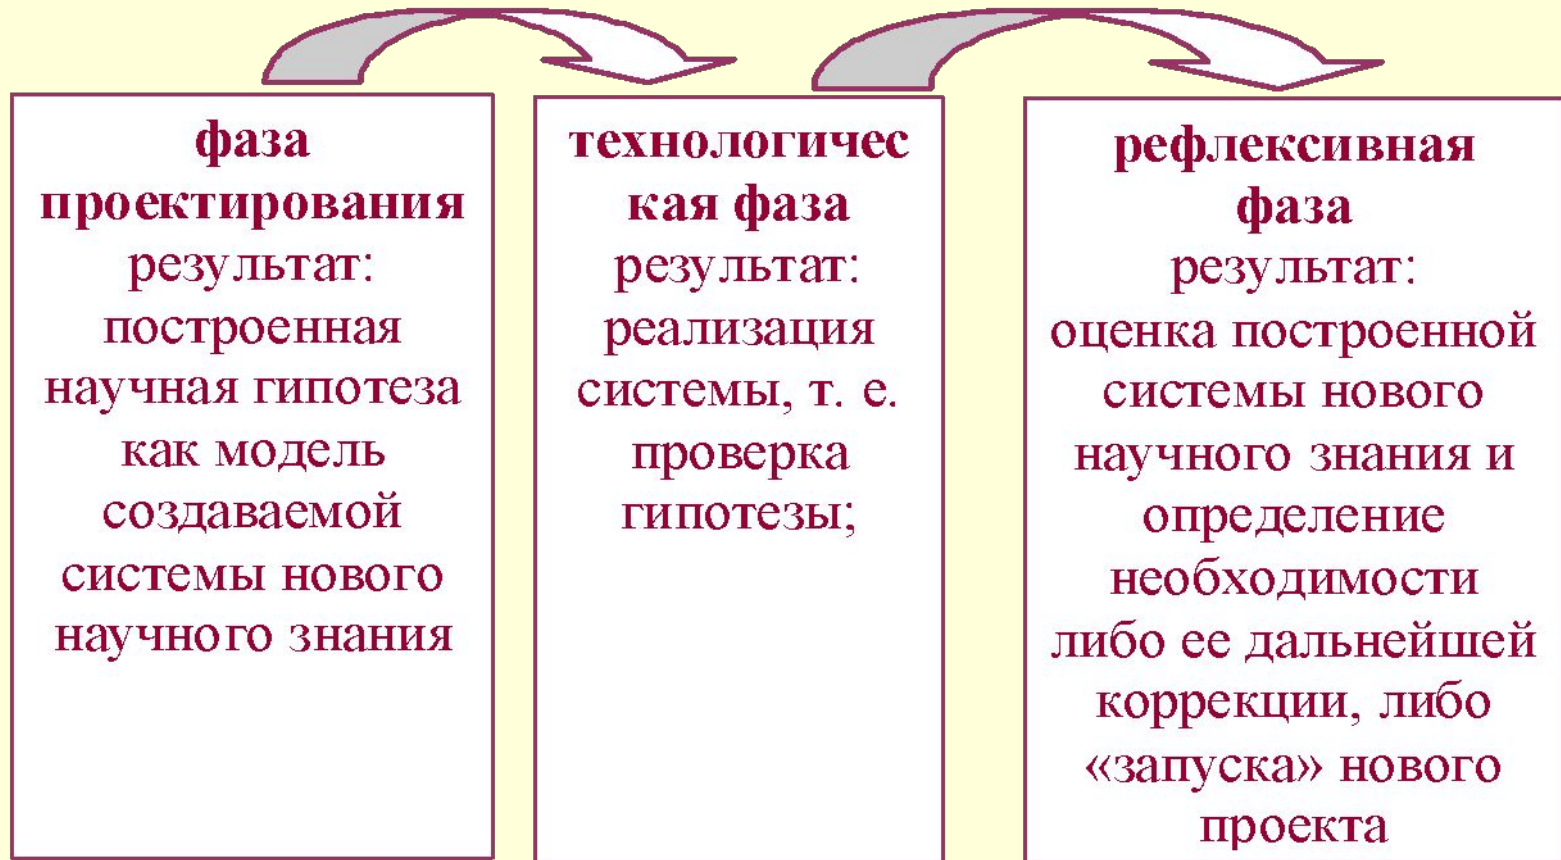 фаза
проектирования
результат:
построенная
научная гипотеза
как модель
создаваемой
системы нового
научного знания
технологичес
кая фаза
результат:
реализация
системы, т. е.
проверка
гипотезы;
рефлексивная
фаза
результат:
оценка построенной
системы нового
научного знания и
определение
необходимости
либо ее дальнейшей
коррекции, либо
«запуска» нового
проекта